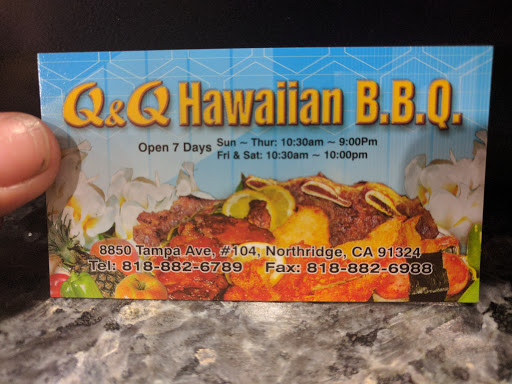 Q&Q Hawaiian B.B.Q.
Open 7 Days
Sun ~ Thur: 10:30am ~ 9:00Pm
Fri & Sat: 10:30am ~ 10:00pm
8850 Tampa Ave, #104, Northridge, CA 91324
Tel: 818-882-6789 Fax: 818-882-6988